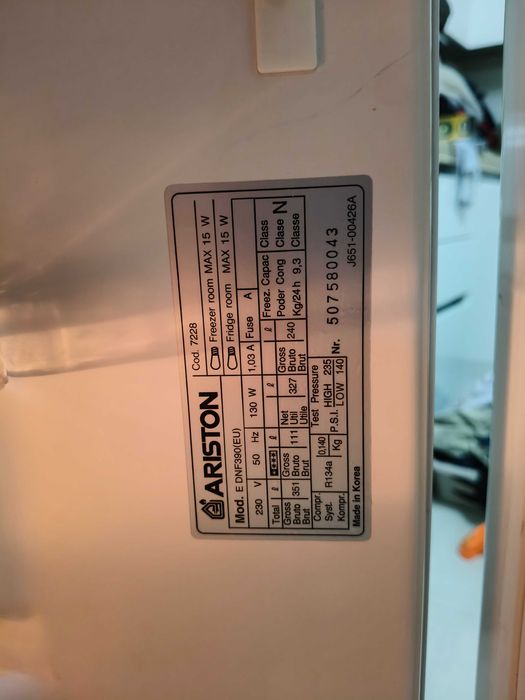 ARISTON
Cod. 7228
Mod. E DNF390(EU)
Freezer room MAX 15 W
Fridge room MAX 15 W
230 V 50 Hz 130 W 1,03 A Fuse A
Total ℓ ℓ ℓ ℓ Freez. Capac Class
Gross Bruto Brut 351 Gross Bruto Brut 111 Net Util Utile 327 Gross Bruto Brut 240 Poder Cong Clase N
Kg/24h 9,3 Classe
Compr. Syst. Kompr. R134a 0,140 Kg Test Pressure
P.S.I. HIGH 235
LOW 140
Nr. 507580043
Made in Korea
J651-00426A